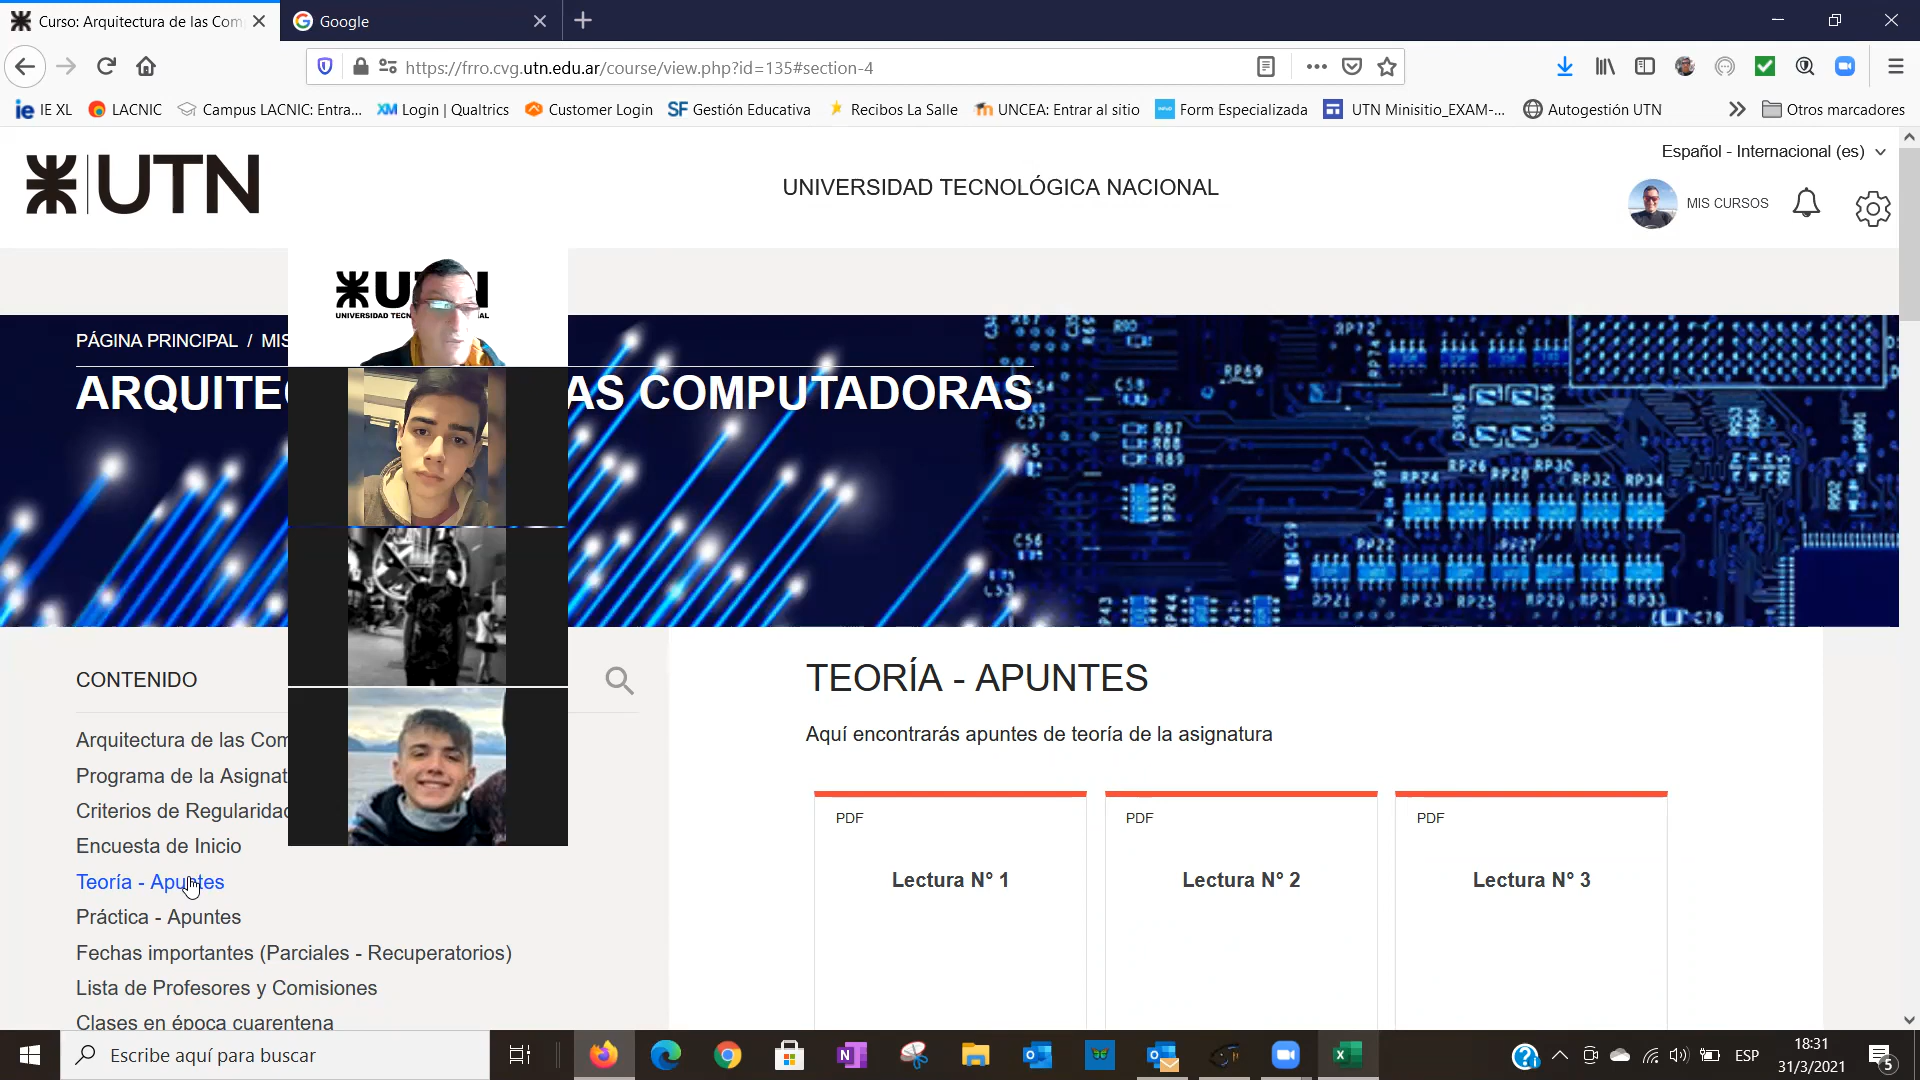 Curso: Arquitectura de las Com
Google
https://frro.cvg.utn.edu.ar/course/view.php?id=135#section-4
IE XL
LACNIC
Campus LACNIC: Entra...
Login | Qualtrics
Customer Login
Gestión Educativa
Recibos La Salle
UNCEA: Entrar al sitio
Form Especializada
UTN Minisitio_EXAM-...
Autogestión UTN
Otros marcadores
UTN
UNIVERSIDAD TECNOLÓGICA NACIONAL
Español - Internacional (es)
MIS CURSOS
PÁGINA PRINCIPAL / MIS
ARQUITEC AS COMPUTADORAS
CONTENIDO
Arquitectura de las Com
Programa de la Asignat
Criterios de Regularidad
Encuesta de Inicio
Teoría - Apuntes
Práctica - Apuntes
Fechas importantes (Parciales - Recuperatorios)
Lista de Profesores y Comisiones
Clases en época cuarentena
TEORÍA - APUNTES
Aquí encontrarás apuntes de teoría de la asignatura
PDF
Lectura N° 1
PDF
Lectura N° 2
PDF
Lectura N° 3
Escribe aquí para buscar
ESP
18:31
31/3/2021
5